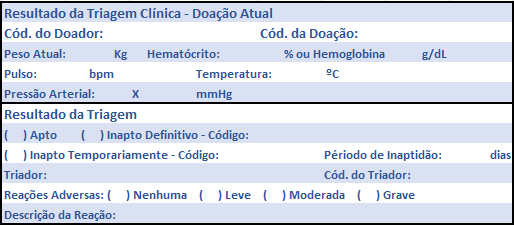 Resultado da Triagem Clínica - Doação Atual
Cód. do Doador: Cód. da Doação:
Peso Atual: Kg Hematócrito: % ou Hemoglobina g/dL
Pulso: bpm Temperatura: ºC
Pressão Arterial: X mmHg
Resultado da Triagem
( ) Apto ( ) Inapto Definitivo - Código:
( ) Inapto Temporariamente - Código: Périodo de Inaptidão: dias
Triador: Cód. do Triador:
Reações Adversas: ( ) Nenhuma ( ) Leve ( ) Moderada ( ) Grave
Descrição da Reação: